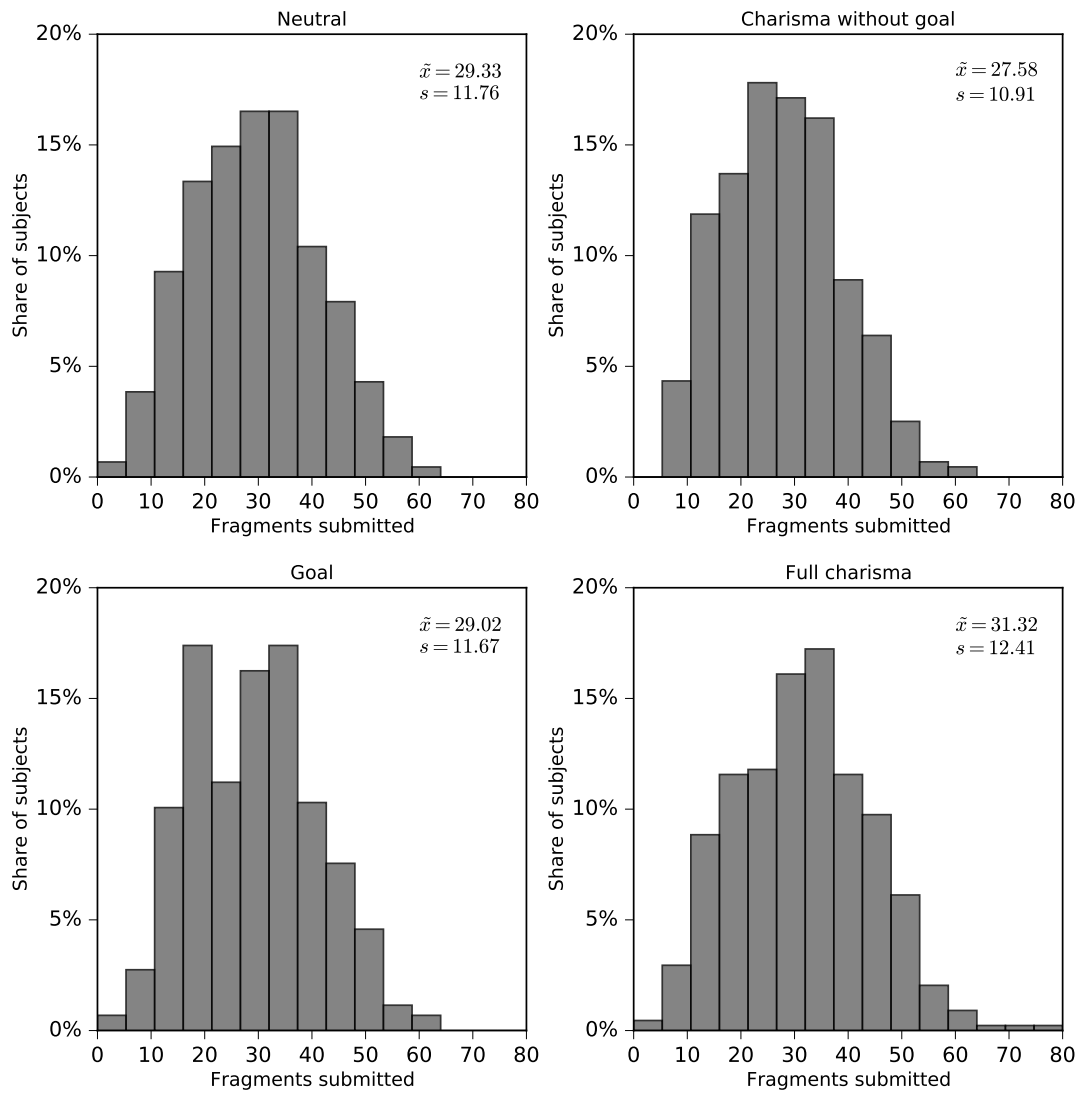 Neutral
20%
15%
10%
5%
0%
Share of subjects
x̃ = 29.33
s = 11.76
0 10 20 30 40 50 60 70 80
Fragments submitted
Charisma without goal
20%
15%
10%
5%
0%
Share of subjects
x̃ = 27.58
s = 10.91
0 10 20 30 40 50 60 70 80
Fragments submitted
Goal
20%
15%
10%
5%
0%
Share of subjects
x̃ = 29.02
s = 11.67
0 10 20 30 40 50 60 70 80
Fragments submitted
Full charisma
20%
15%
10%
5%
0%
Share of subjects
x̃ = 31.32
s = 12.41
0 10 20 30 40 50 60 70 80
Fragments submitted